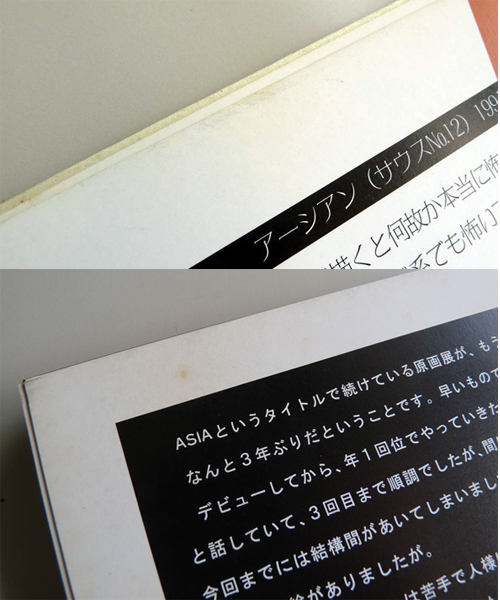 アーシアン(サウスNo.12) 199
描くと何故か本当に怖
系でも怖い
ASIAというタイトルで続けている原画展が、もう
なんと3年ぶりだということです。早いもので
デビューしてから、年1回位でやっていきた
と話していて、3回目まで順調でしたが、間
今回までには結構間があいてしまいまし
がありましたが。
は苦手で人様